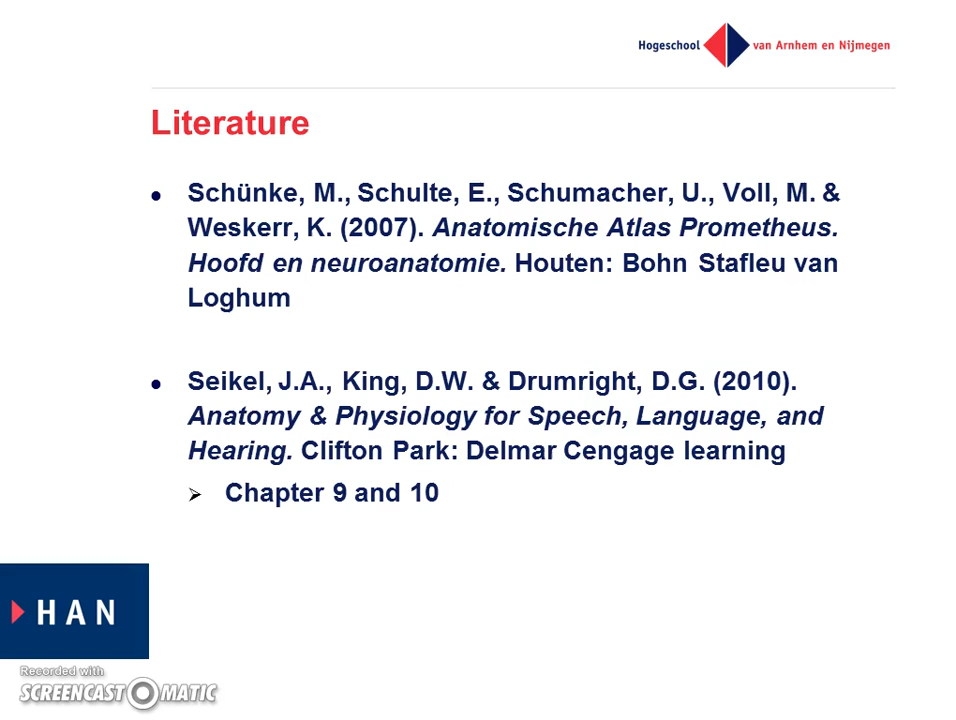 Hogeschool van Arnhem en Nijmegen
Literature
Schünke, M., Schulte, E., Schumacher, U., Voll, M. &
Weskerr, K. (2007). Anatomische Atlas Prometheus.
Hoofd en neuroanatomie. Houten: Bohn Stafleu van
Loghum
Seikel, J.A., King, D.W. & Drumright, D.G. (2010).
Anatomy & Physiology for Speech, Language, and
Hearing. Clifton Park: Delmar Cengage learning
Chapter 9 and 10
HAN
Recorded with
SCREENCAST O MATIC